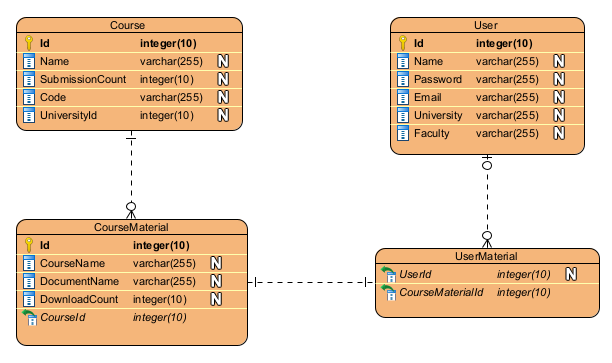 Course
Id integer(10)
Name varchar(255) N
SubmissionCount integer(10) N
Code varchar(255) N
UniversityId integer(10) N
User
Id integer(10)
Name varchar(255) N
Password varchar(255) N
Email varchar(255) N
University varchar(255) N
Faculty varchar(255) N
CourseMaterial
Id integer(10)
CourseName varchar(255) N
DocumentName varchar(255) N
DownloadCount integer(10) N
CourseId integer(10)
UserMaterial
UserId integer(10) N
CourseMaterialId integer(10)